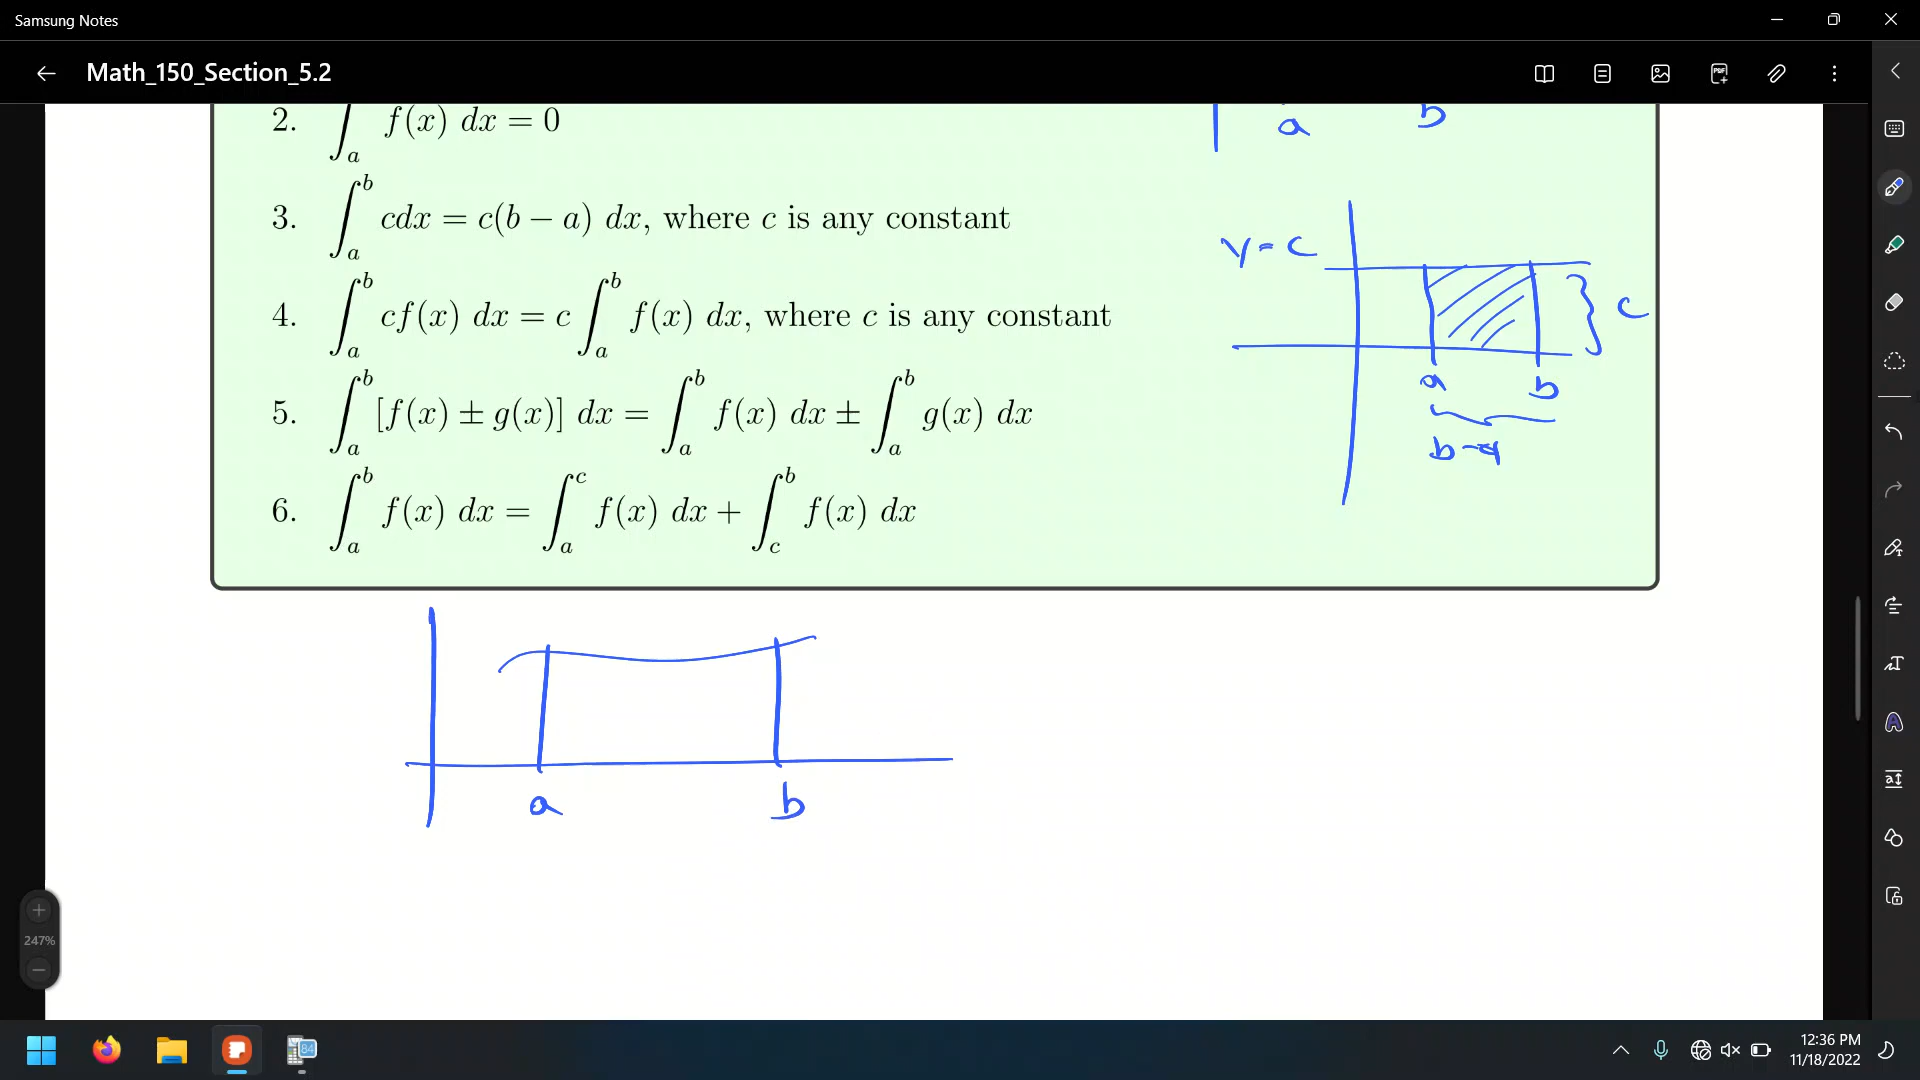 Samsung Notes
Math_150_Section_5.2
2. ∫_a f(x) dx = 0
a b
3. ∫_a^b cdx = c(b − a) dx, where c is any constant
y = c
c
4. ∫_a^b cf(x) dx = c ∫_a^b f(x) dx, where c is any constant
a b
5. ∫_a^b [f(x) ± g(x)] dx = ∫_a^b f(x) dx ± ∫_a^b g(x) dx
b - a
6. ∫_a^b f(x) dx = ∫_a^c f(x) dx + ∫_c^b f(x) dx
a b
247%
84
12:36 PM
11/18/2022